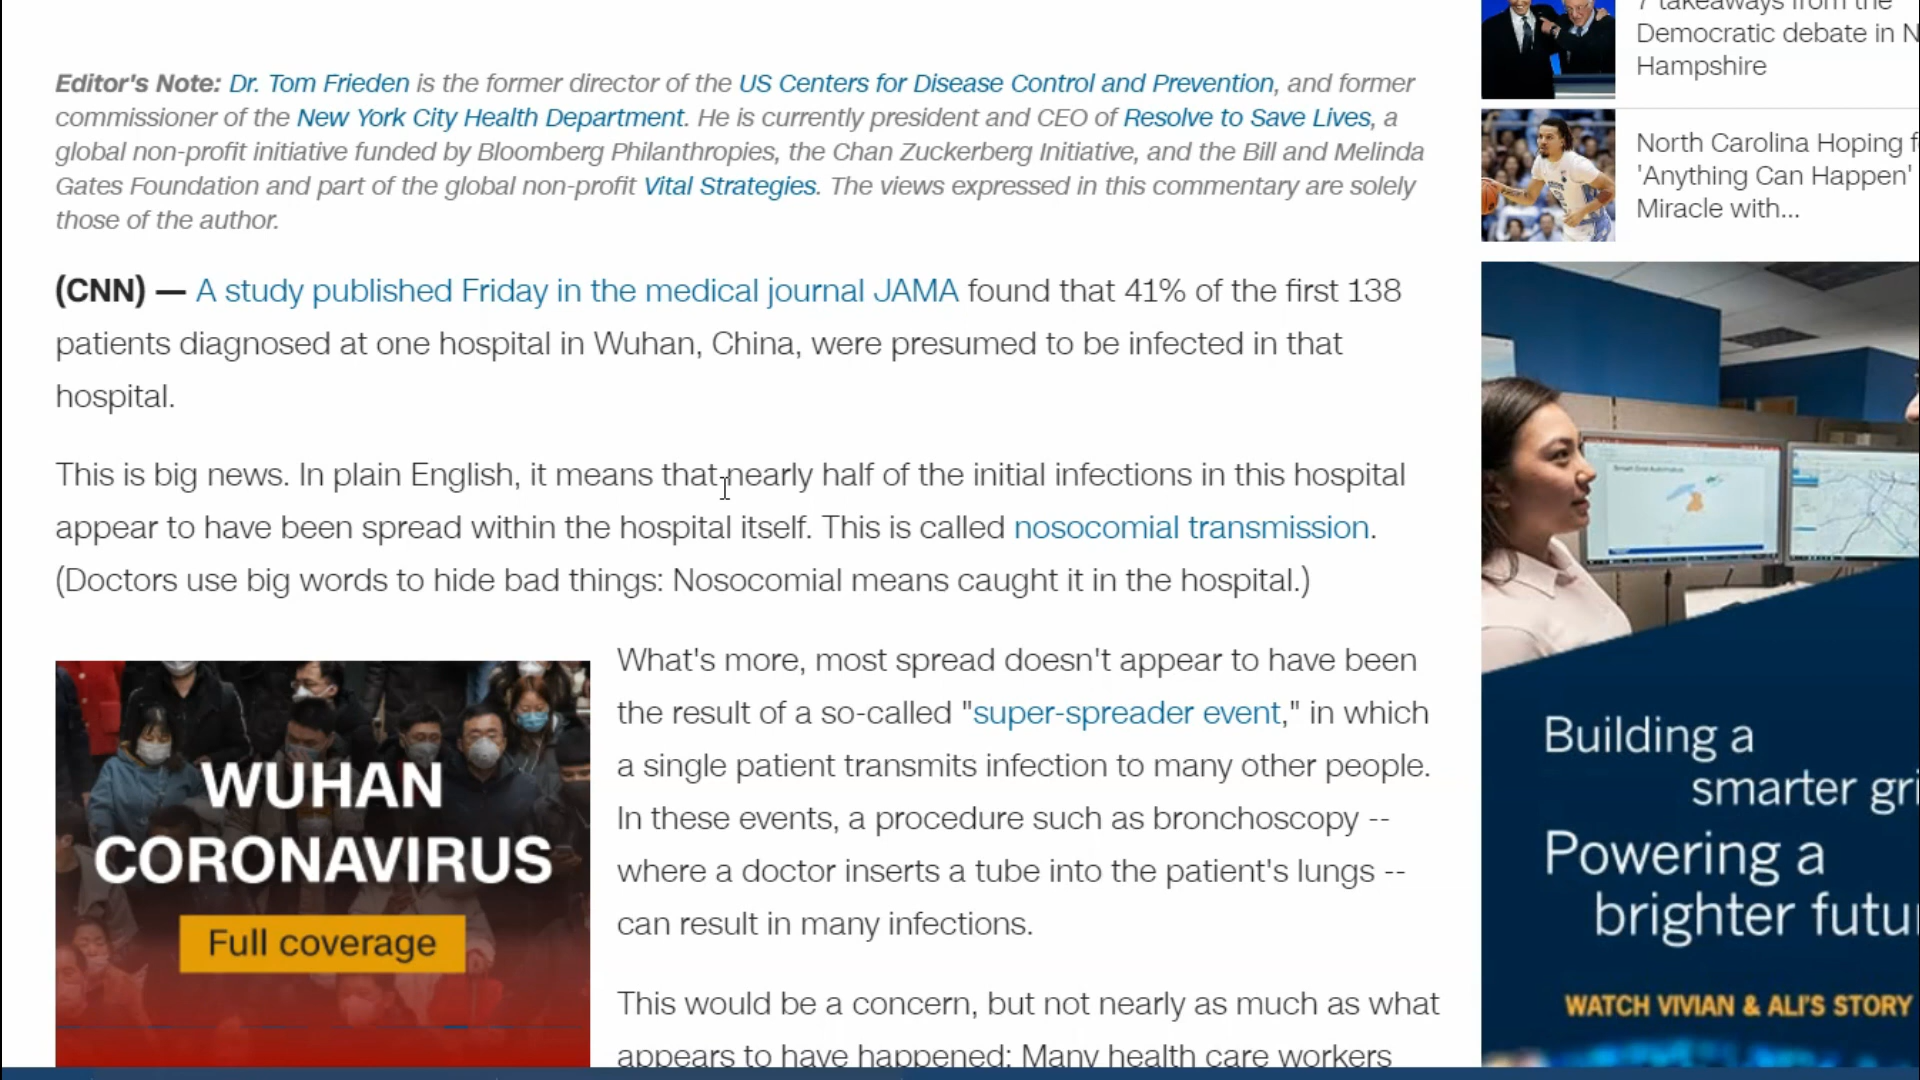 Editor's Note: Dr. Tom Frieden is the former director of the US Centers for Disease Control and Prevention, and former
commissioner of the New York City Health Department. He is currently president and CEO of Resolve to Save Lives, a
global non-profit initiative funded by Bloomberg Philanthropies, the Chan Zuckerberg Initiative, and the Bill and Melinda
Gates Foundation and part of the global non-profit Vital Strategies. The views expressed in this commentary are solely
those of the author.
(CNN) — A study published Friday in the medical journal JAMA found that 41% of the first 138
patients diagnosed at one hospital in Wuhan, China, were presumed to be infected in that
hospital.
This is big news. In plain English, it means that nearly half of the initial infections in this hospital
appear to have been spread within the hospital itself. This is called nosocomial transmission.
(Doctors use big words to hide bad things: Nosocomial means caught it in the hospital.)
WUHAN
CORONAVIRUS
Full coverage
What's more, most spread doesn't appear to have been
the result of a so-called "super-spreader event," in which
a single patient transmits infection to many other people.
In these events, a procedure such as bronchoscopy --
where a doctor inserts a tube into the patient's lungs --
can result in many infections.
This would be a concern, but not nearly as much as what
appears to have happened: Many health care workers
7 takeaways from the
Democratic debate in N
Hampshire
North Carolina Hoping f
'Anything Can Happen'
Miracle with...
Building a
smarter gri
Powering a
brighter futu
WATCH VIVIAN & ALI'S STORY